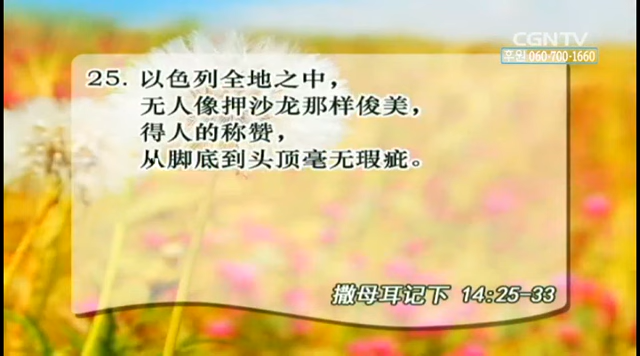 CGNTV
후원 060-700-1660
25. 以色列全地之中，
无人像押沙龙那样俊美，
得人的称赞，
从脚底到头顶毫无瑕疵。
撒母耳记下 14:25-33